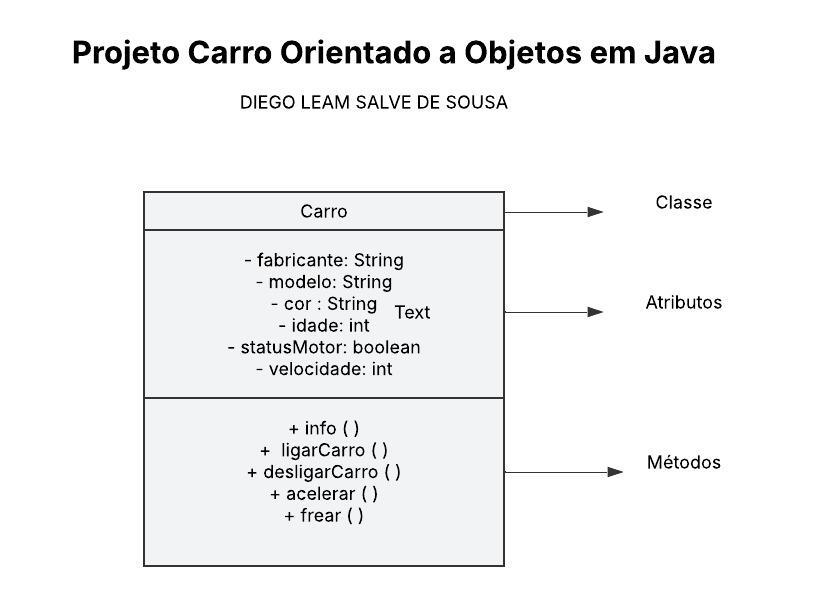 Projeto Carro Orientado a Objetos em Java
DIEGO LEAM SALVE DE SOUSA
Carro
Classe
- fabricante: String
- modelo: String
- cor : String
Text
- idade: int
- statusMotor: boolean
- velocidade: int
Atributos
+ info ( )
+  ligarCarro ( )
+ desligarCarro ( )
+ acelerar ( )
+ frear ( )
Métodos